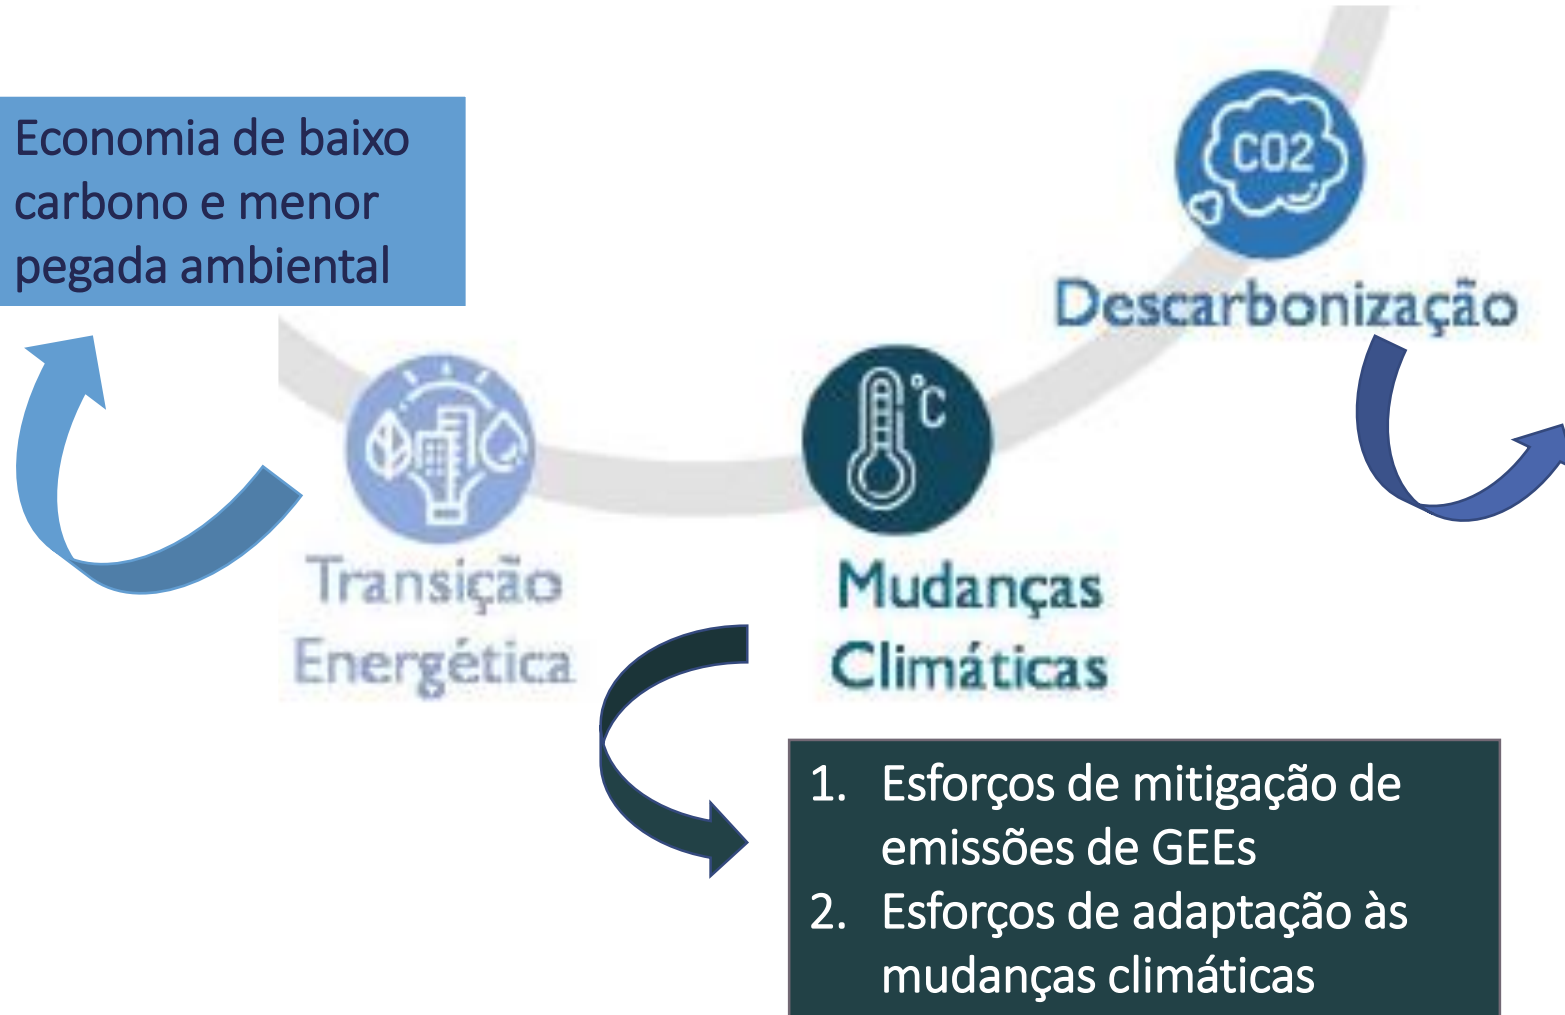 Economia de baixo
carbono e menor
pegada ambiental
CO2
Descarbonização
°C
Transição
Energética
Mudanças
Climáticas
1. Esforços de mitigação de
emissões de GEEs
2. Esforços de adaptação às
mudanças climáticas